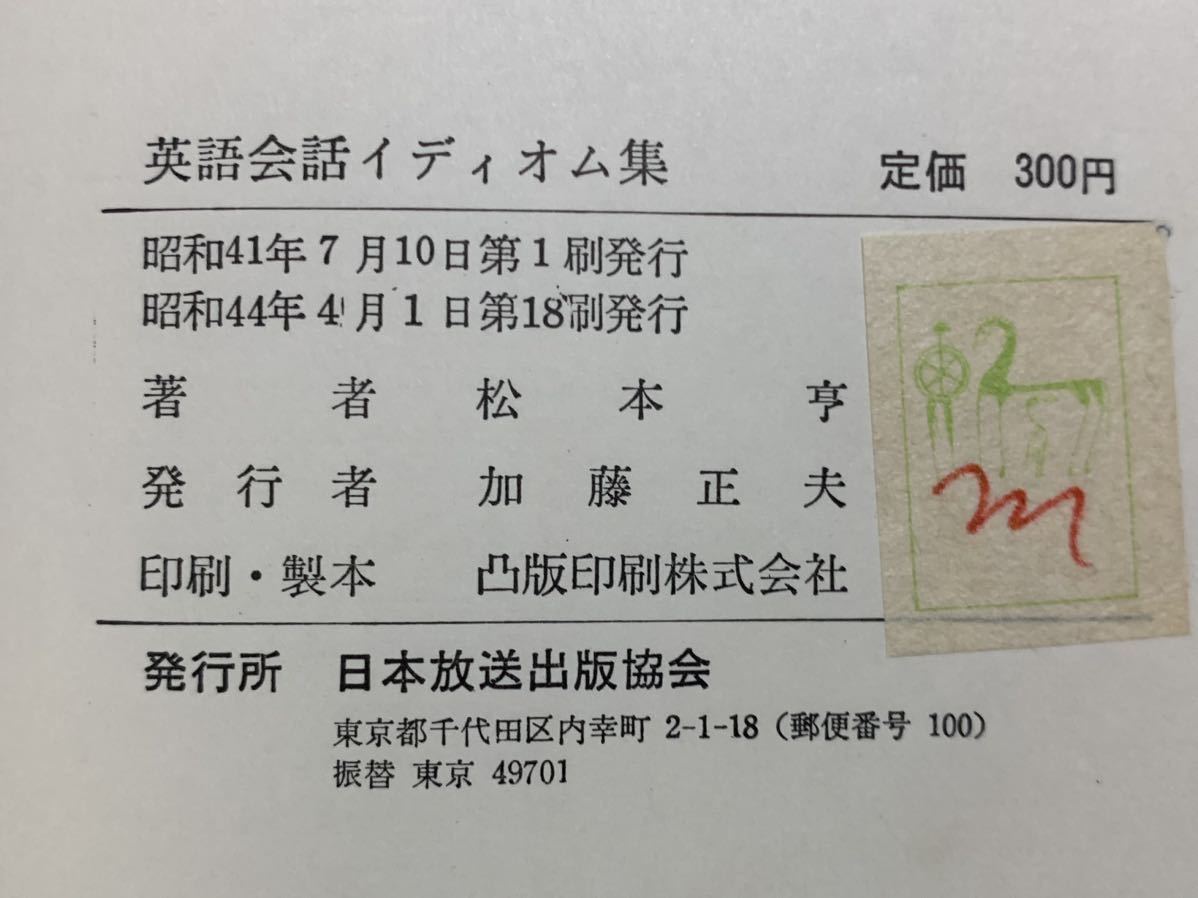 英語会話イディオム集 定価 300円
昭和41年7月10日第1刷発行
昭和44年4月1日第18刷発行
著者 松本亨
発行者 加藤正夫
印刷・製本 凸版印刷株式会社
発行所 日本放送出版協会
東京都千代田区内幸町 2-1-18（郵便番号 100）
振替 東京 49701